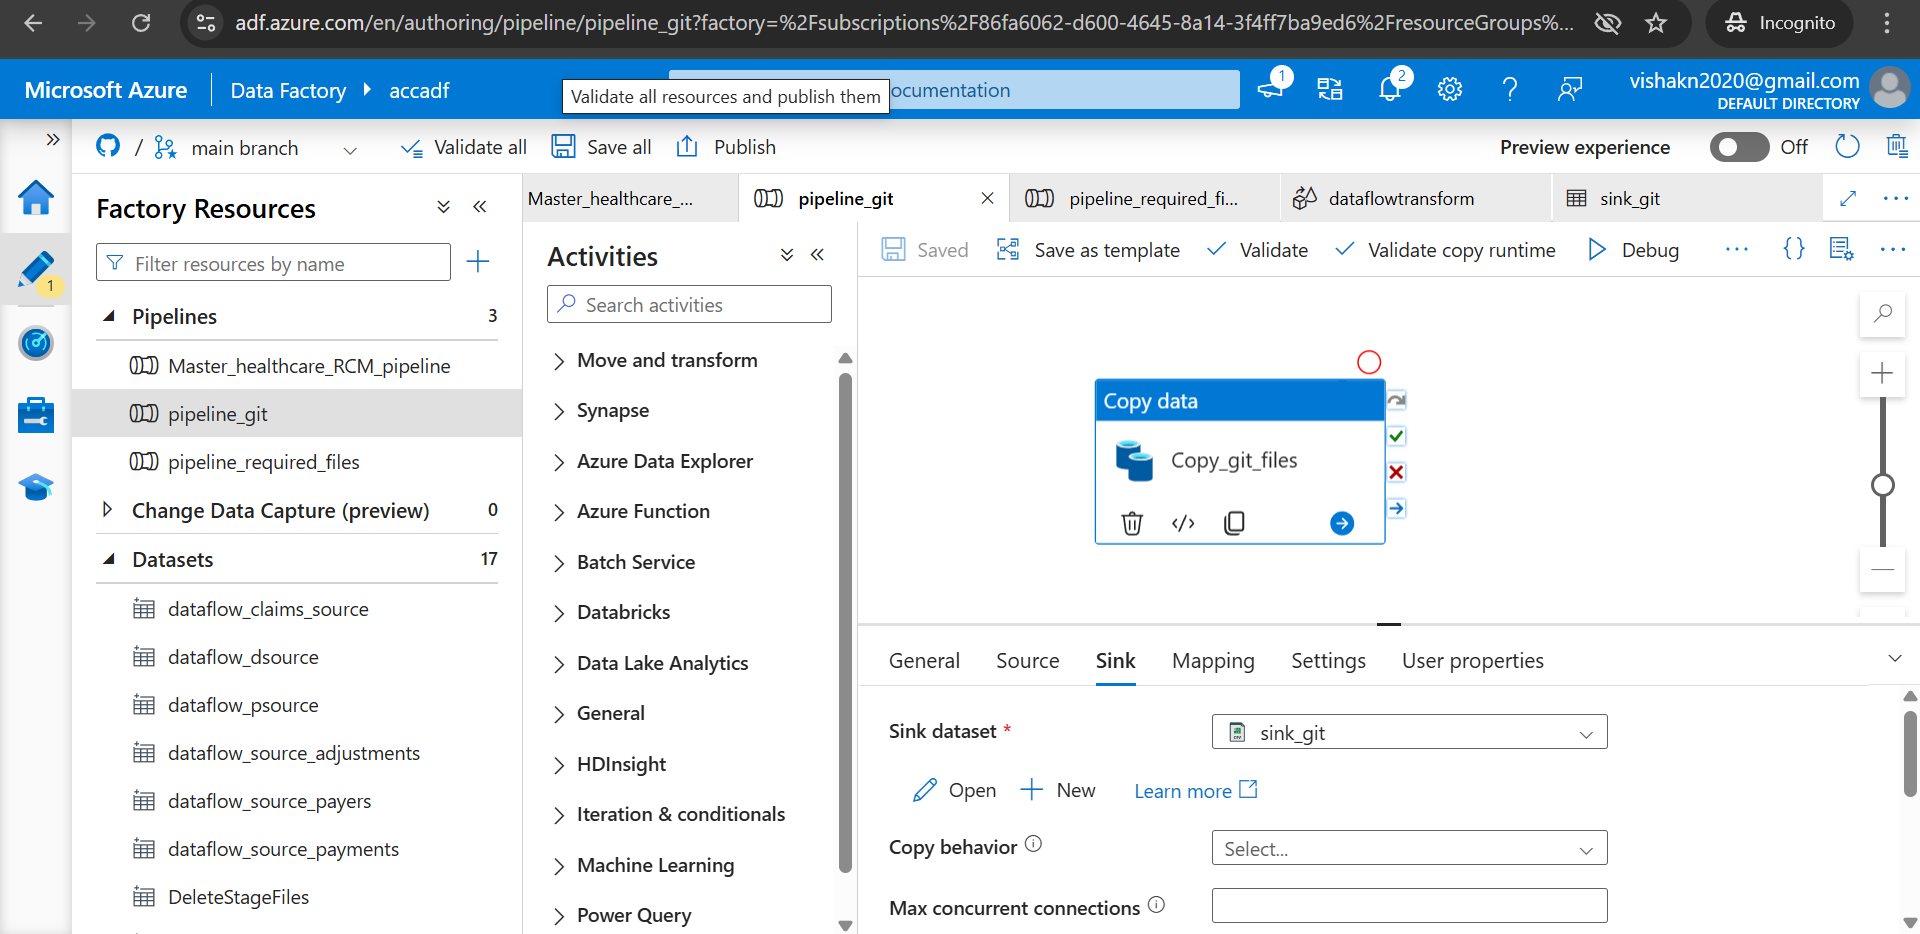 adf.azure.com/en/authoring/pipeline/pipeline_git?factory=%2Fsubscriptions%2F86fa6062-d600-4645-8a14-3f4ff7ba9ed6%2FresourceGroups%...
Incognito
Microsoft Azure
Data Factory
accadf
Validate all resources and publish them
ocumentation
1
2
vishakn2020@gmail.com
DEFAULT DIRECTORY
/
main branch
Validate all
Save all
Publish
Preview experience
Off
Factory Resources
Filter resources by name
1
Pipelines
3
Master_healthcare_RCM_pipeline
pipeline_git
pipeline_required_files
Change Data Capture (preview)
0
Datasets
17
dataflow_claims_source
dataflow_dsource
dataflow_psource
dataflow_source_adjustments
dataflow_source_payers
dataflow_source_payments
DeleteStageFiles
Master_healthcare_...
pipeline_git
pipeline_required_fi...
dataflowtransform
sink_git
Activities
Search activities
Move and transform
Synapse
Azure Data Explorer
Azure Function
Batch Service
Databricks
Data Lake Analytics
General
HDInsight
Iteration & conditionals
Machine Learning
Power Query
Saved
Save as template
Validate
Validate copy runtime
Debug
Copy data
Copy_git_files
General
Source
Sink
Mapping
Settings
User properties
Sink dataset *
sink_git
Open
New
Learn more
Copy behavior
Select...
Max concurrent connections